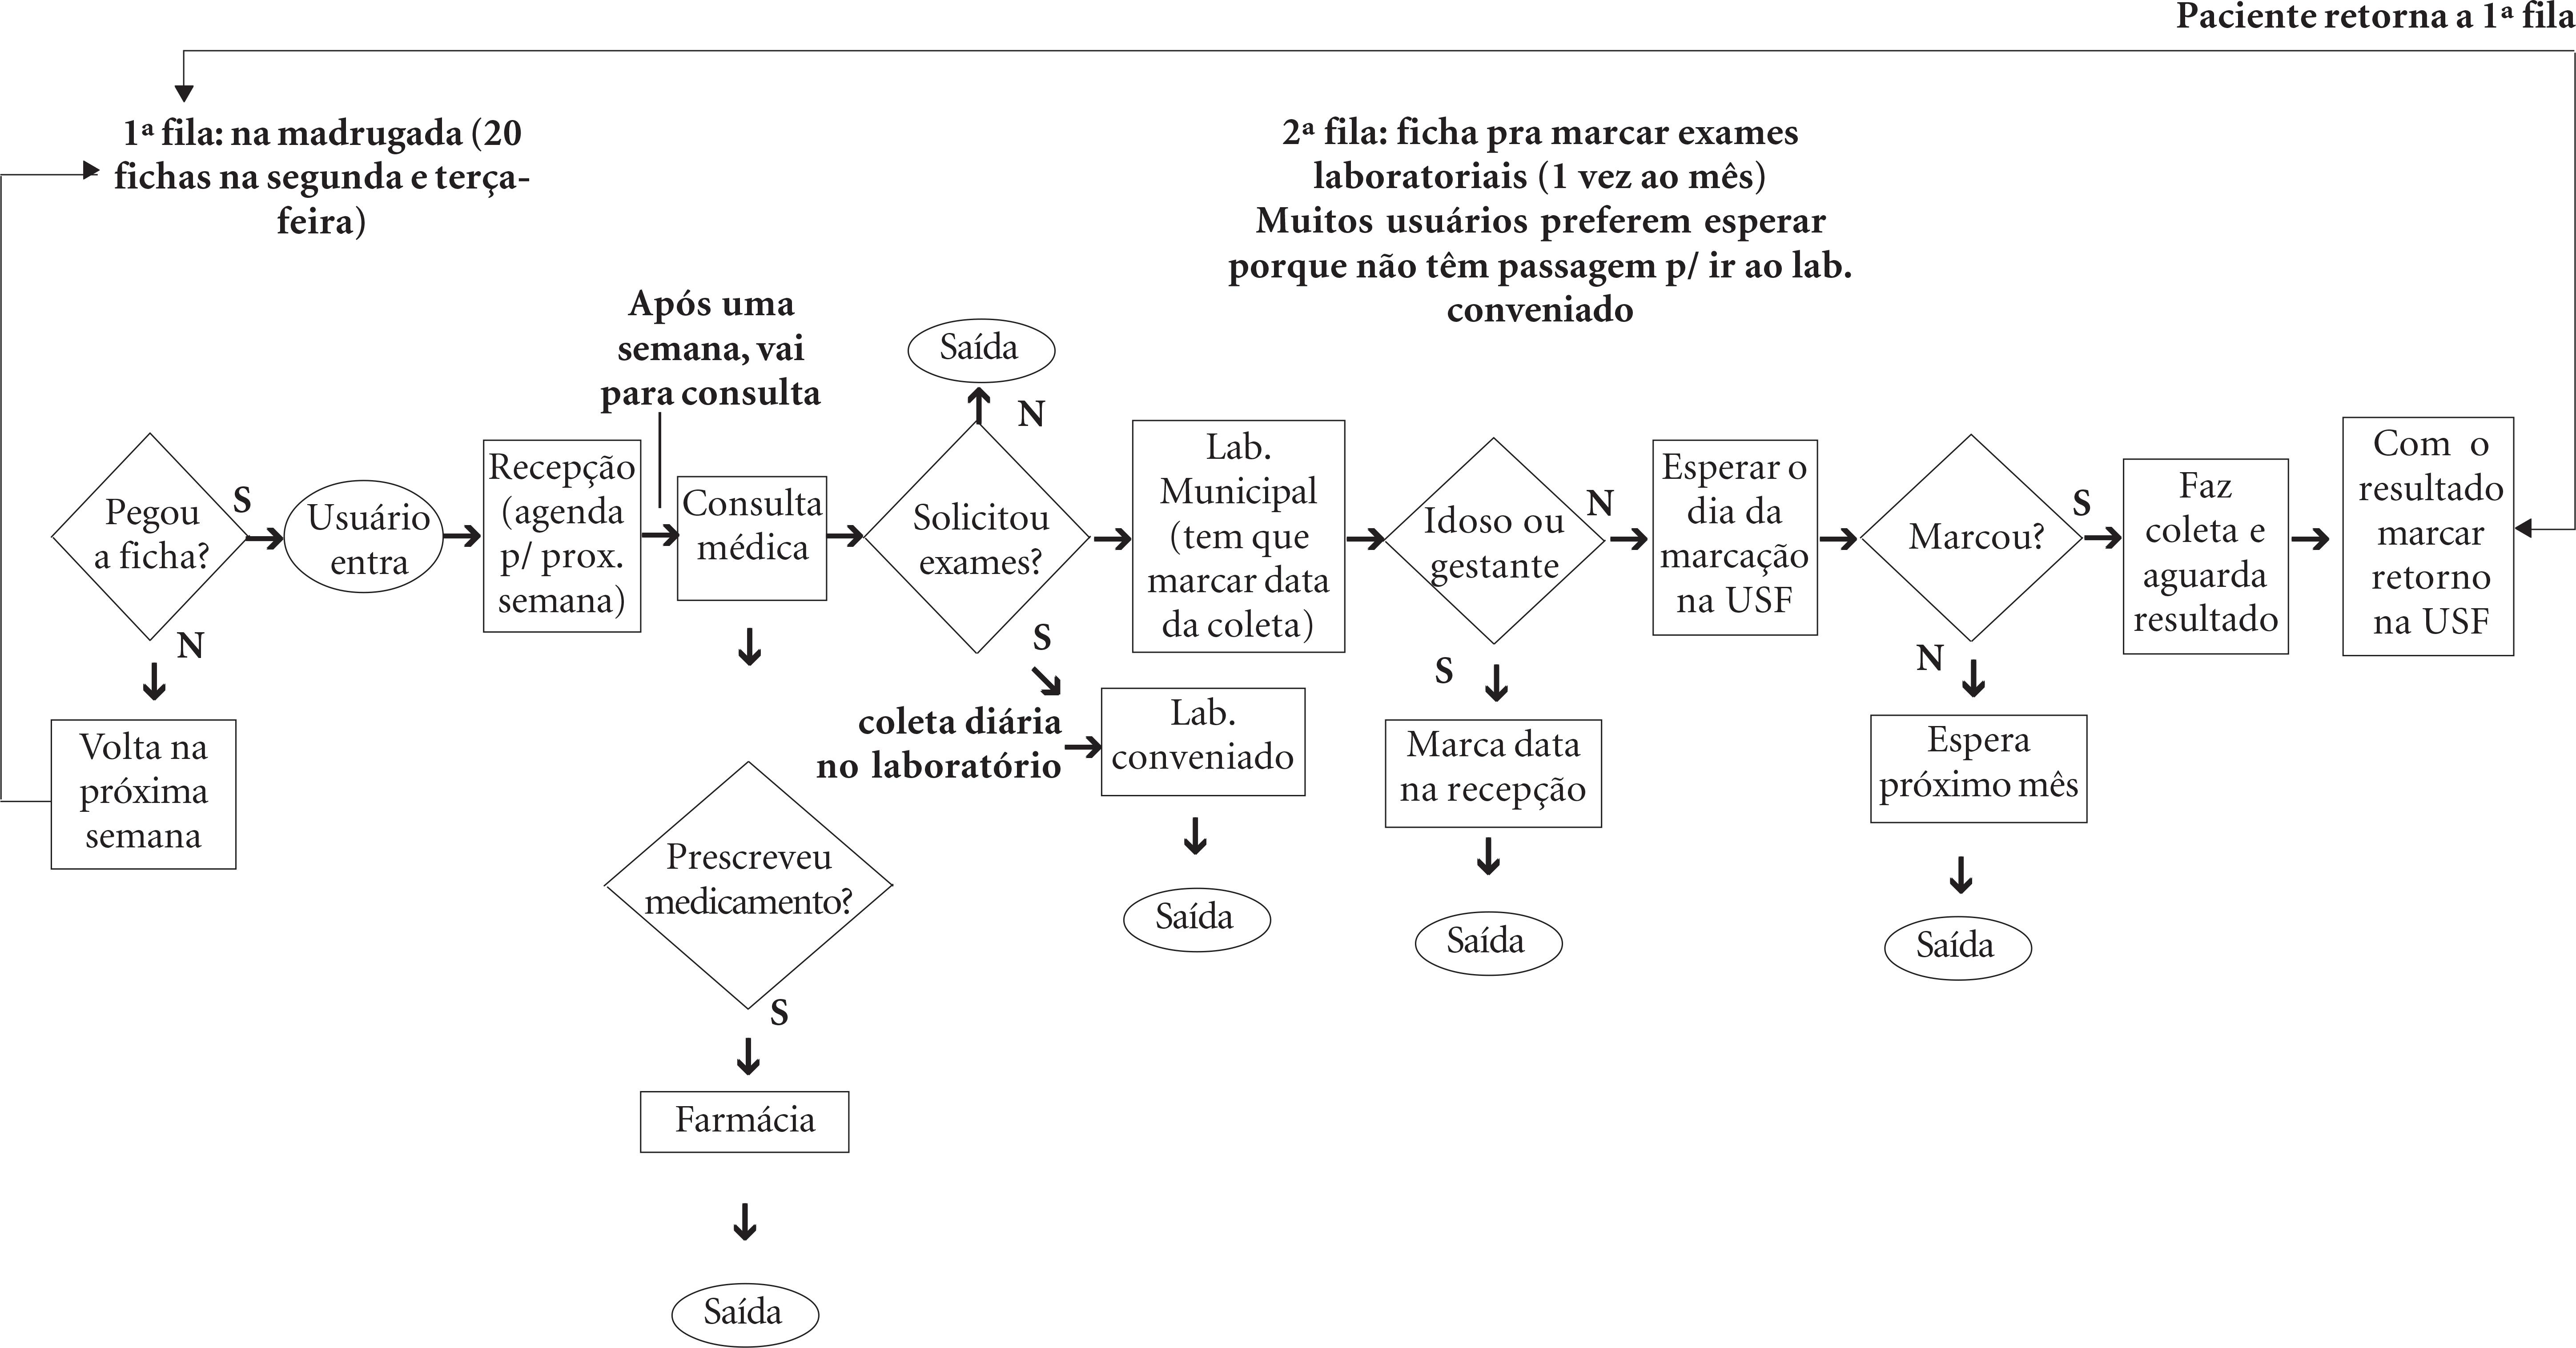 Paciente retorna a 1ª fila
1ª fila: na madrugada (20
fichas na segunda e terça-
feira)
2ª fila: ficha pra marcar exames
laboratoriais (1 vez ao mês)
Muitos usuários preferem esperar
porque não têm passagem p/ ir ao lab.
conveniado
Após uma
semana, vai
para consulta
Pegou
a ficha?
S
N
Volta na
próxima
semana
Usuário
entra
Recepção
(agenda
p/ prox.
semana)
Consulta
médica
Prescreveu
medicamento?
S
Farmácia
Saída
Solicitou
exames?
N
Saída
S
coleta diária
no laboratório
Lab.
conveniado
Saída
Lab.
Municipal
(tem que
marcar data
da coleta)
Idoso ou
gestante
N
S
Marca data
na recepção
Saída
Esperar o
dia da
marcação
na USF
Marcou?
S
N
Espera
próximo mês
Saída
Faz
coleta e
aguarda
resultado
Com o
resultado
marcar
retorno
na USF